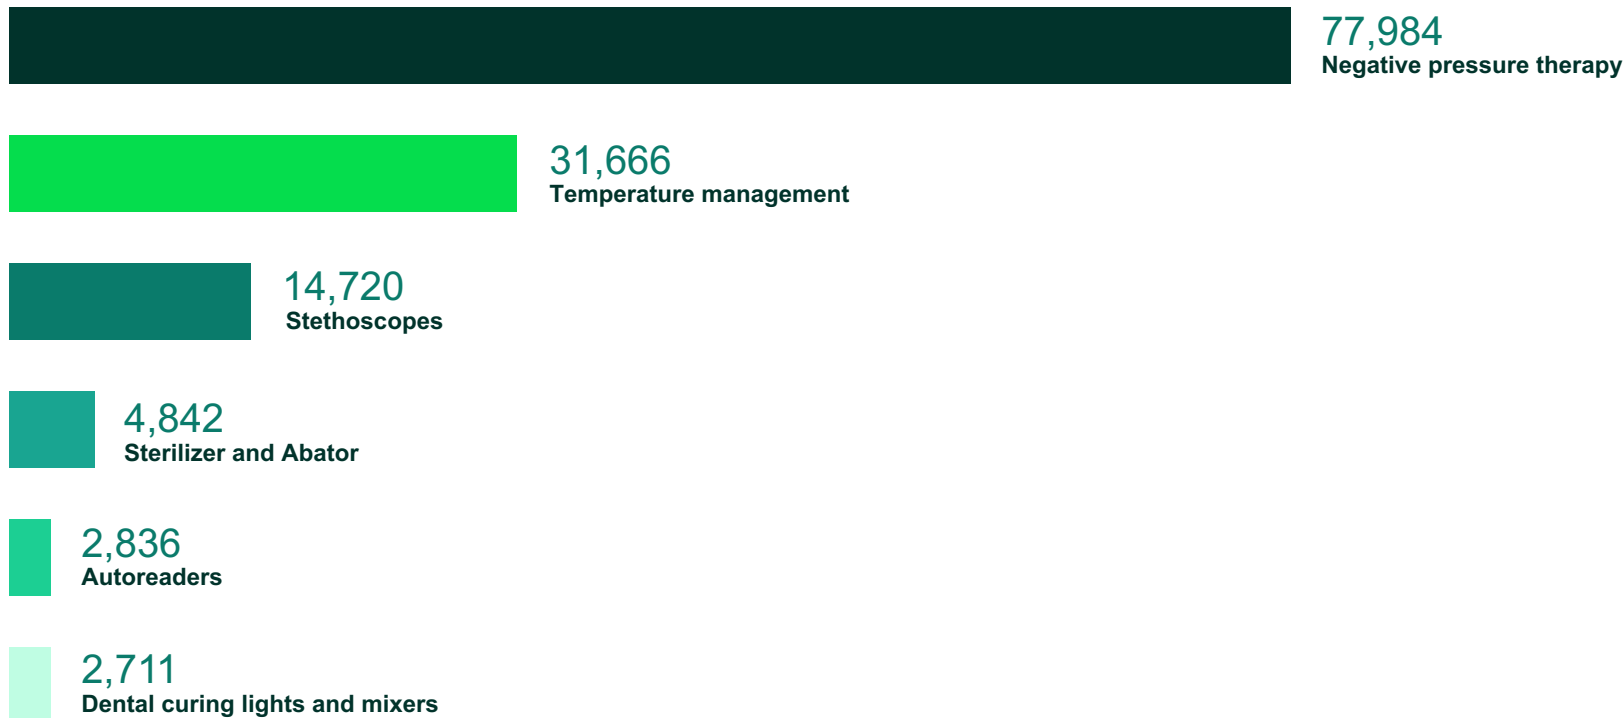 77,984
Negative pressure therapy
31,666
Temperature management
14,720
Stethoscopes
4,842
Sterilizer and Abator
2,836
Autoreaders
2,711
Dental curing lights and mixers